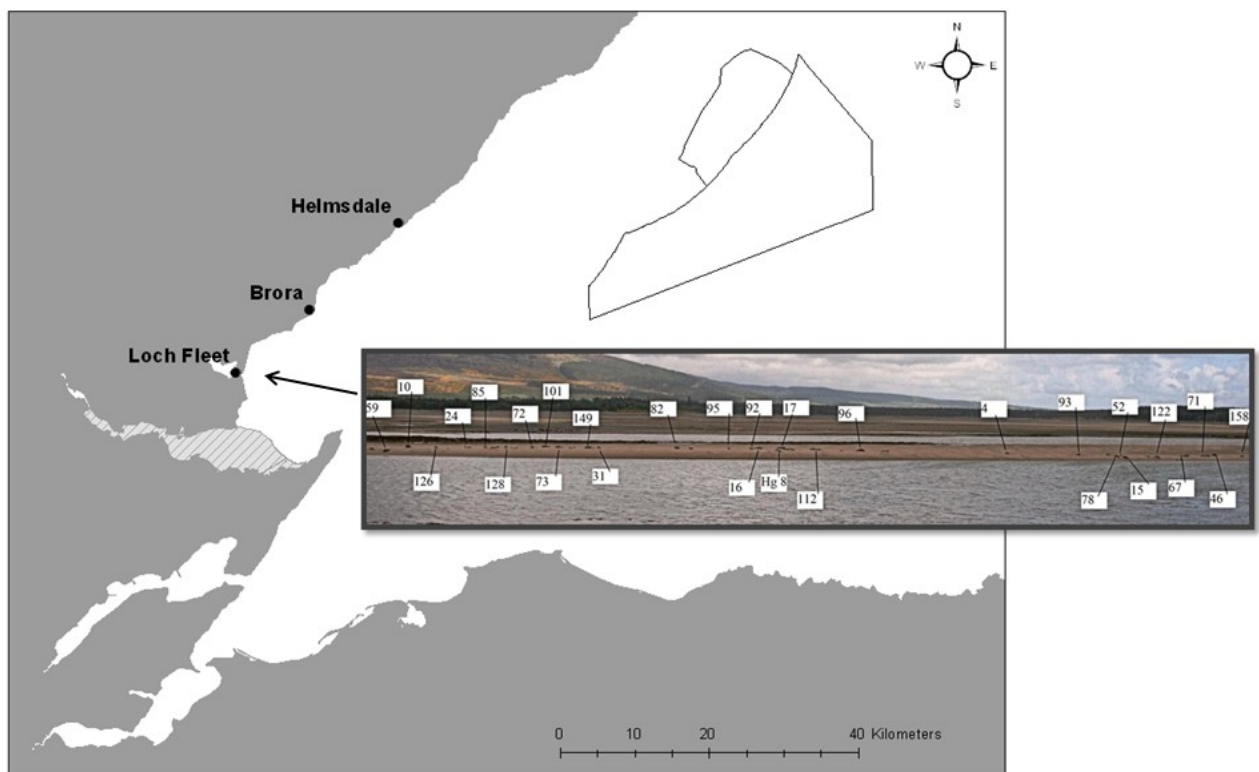 N
W E
S
Helmsdale
Brora
Loch Fleet
59 10 24 85 72 101 149 82 95 92 17 96 4 93 52 122 71 158
126 128 73 31 16 Hg 8 112 78 15 67 46
0 10 20 40 Kilometers